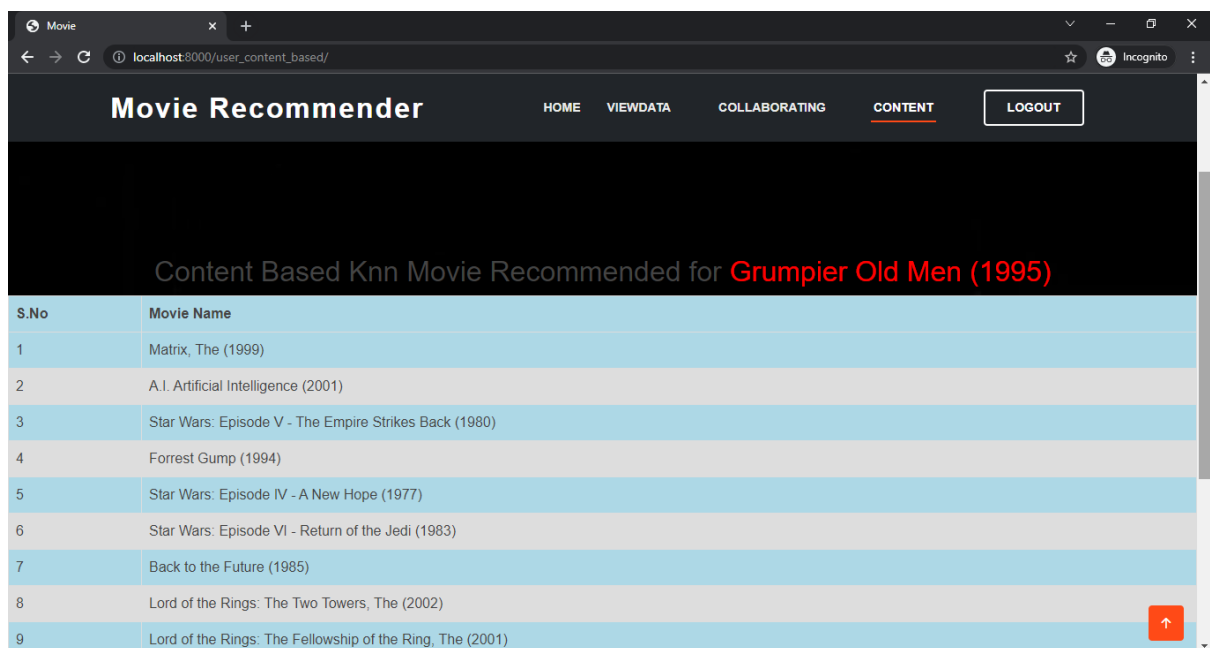 Movie
localhost:8000/user_content_based/
Incognito
Movie Recommender HOME VIEWDATA COLLABORATING CONTENT LOGOUT
Content Based Knn Movie Recommended for Grumpier Old Men (1995)
S.No Movie Name
1 Matrix, The (1999)
2 A.I. Artificial Intelligence (2001)
3 Star Wars: Episode V - The Empire Strikes Back (1980)
4 Forrest Gump (1994)
5 Star Wars: Episode IV - A New Hope (1977)
6 Star Wars: Episode VI - Return of the Jedi (1983)
7 Back to the Future (1985)
8 Lord of the Rings: The Two Towers, The (2002)
9 Lord of the Rings: The Fellowship of the Ring, The (2001)